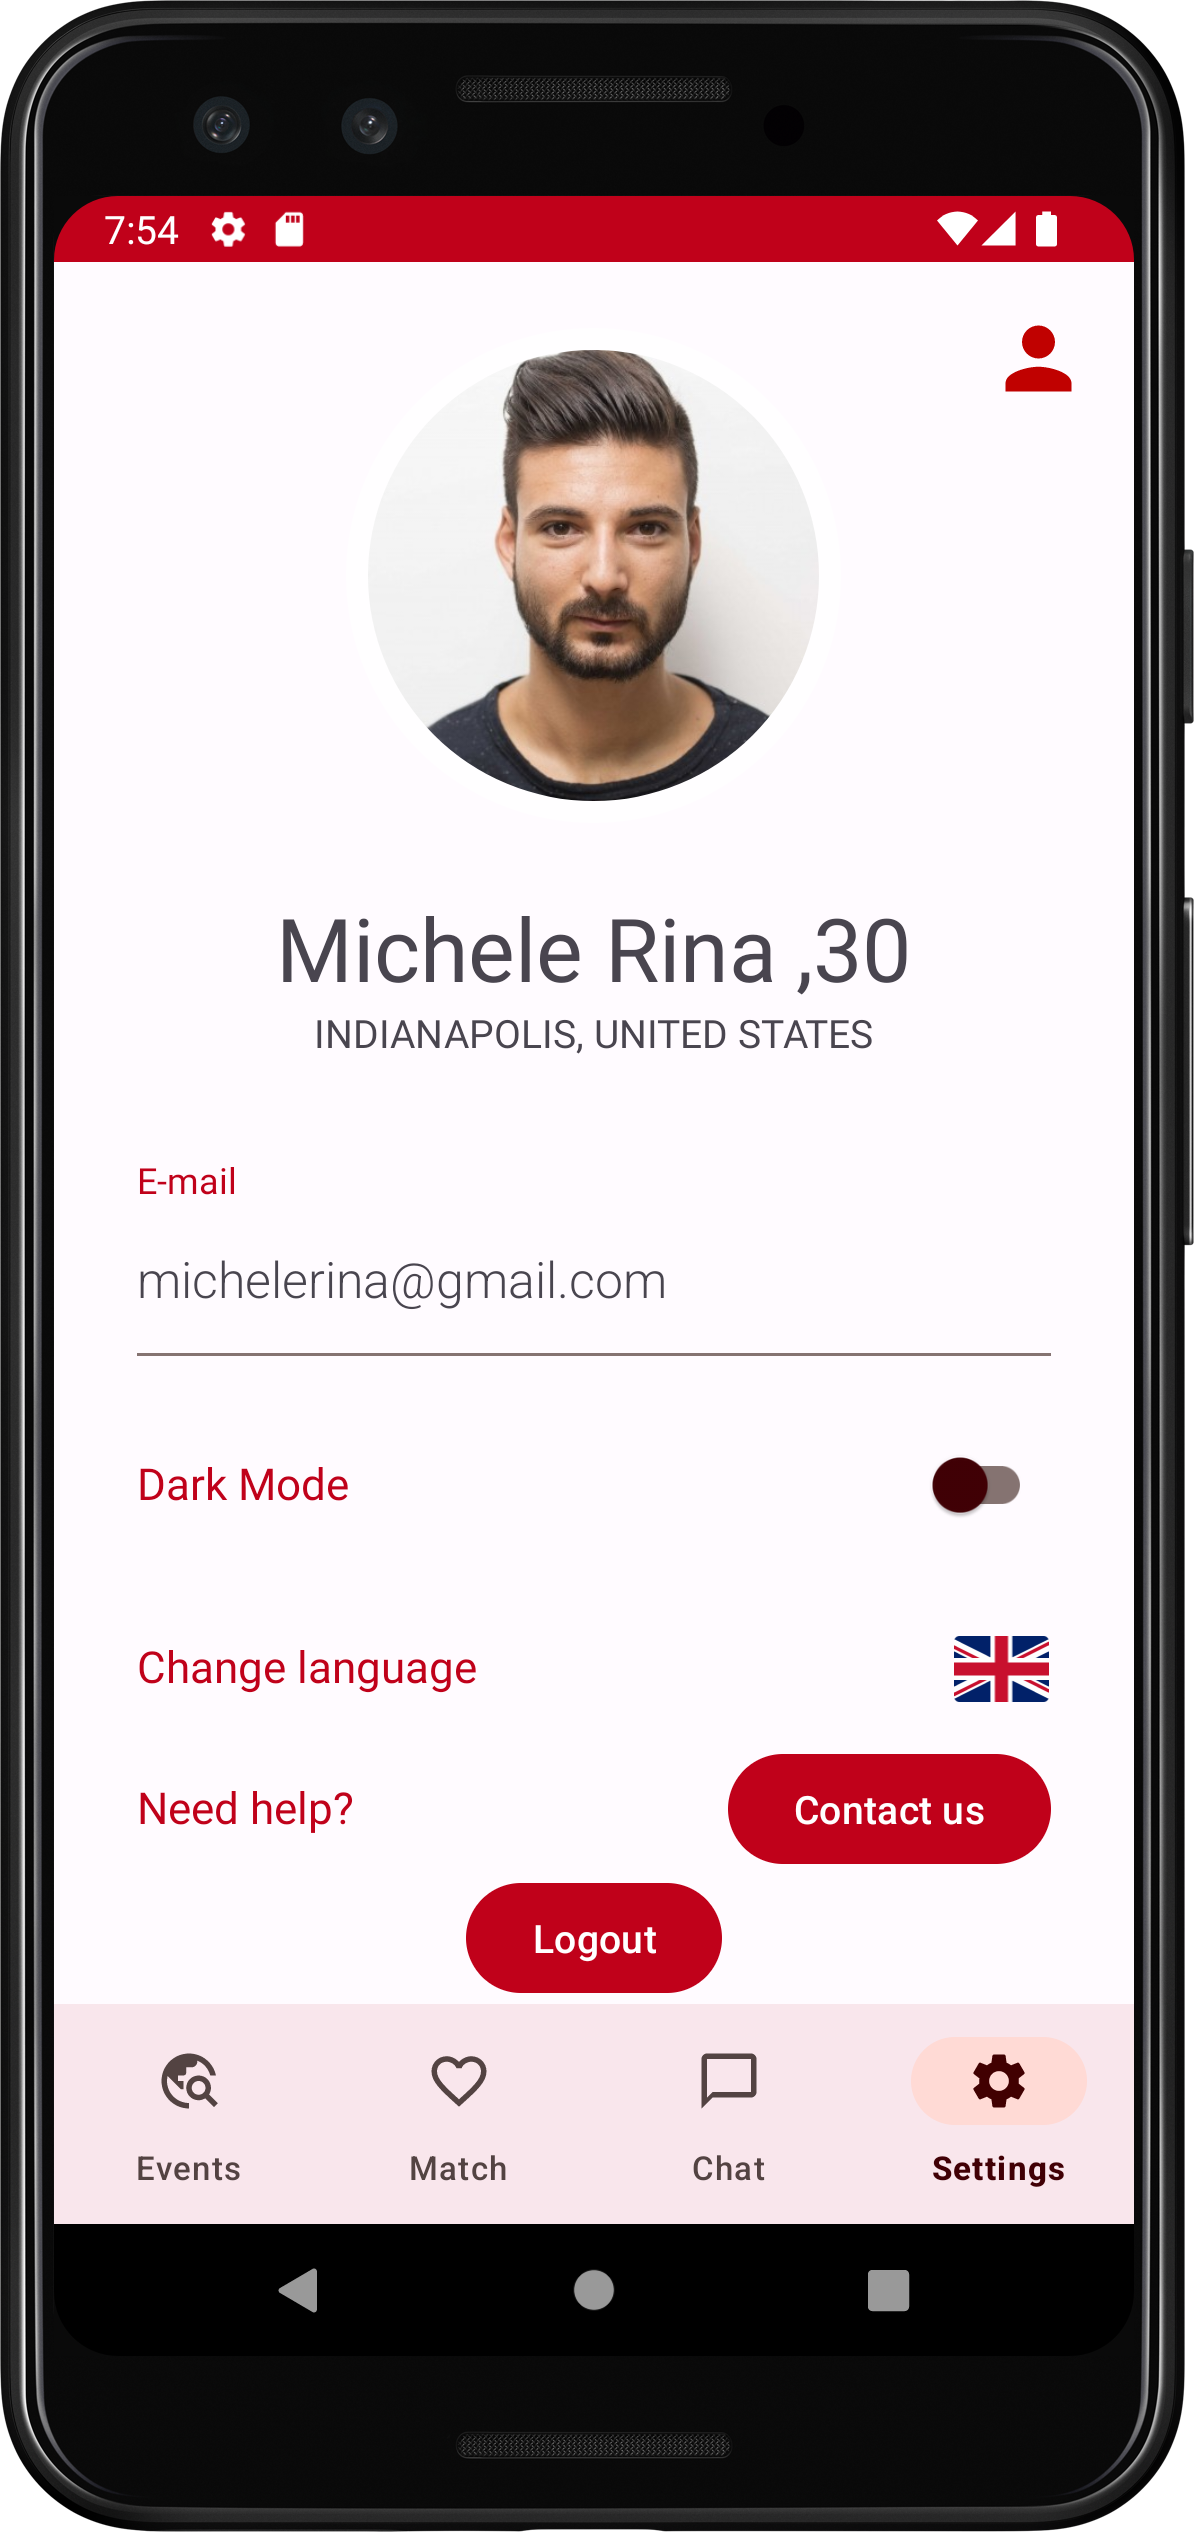 7:54
Michele Rina ,30
INDIANAPOLIS, UNITED STATES
E-mail
michelerina@gmail.com
Dark Mode
Change language
Need help?
Contact us
Logout
Events
Match
Chat
Settings